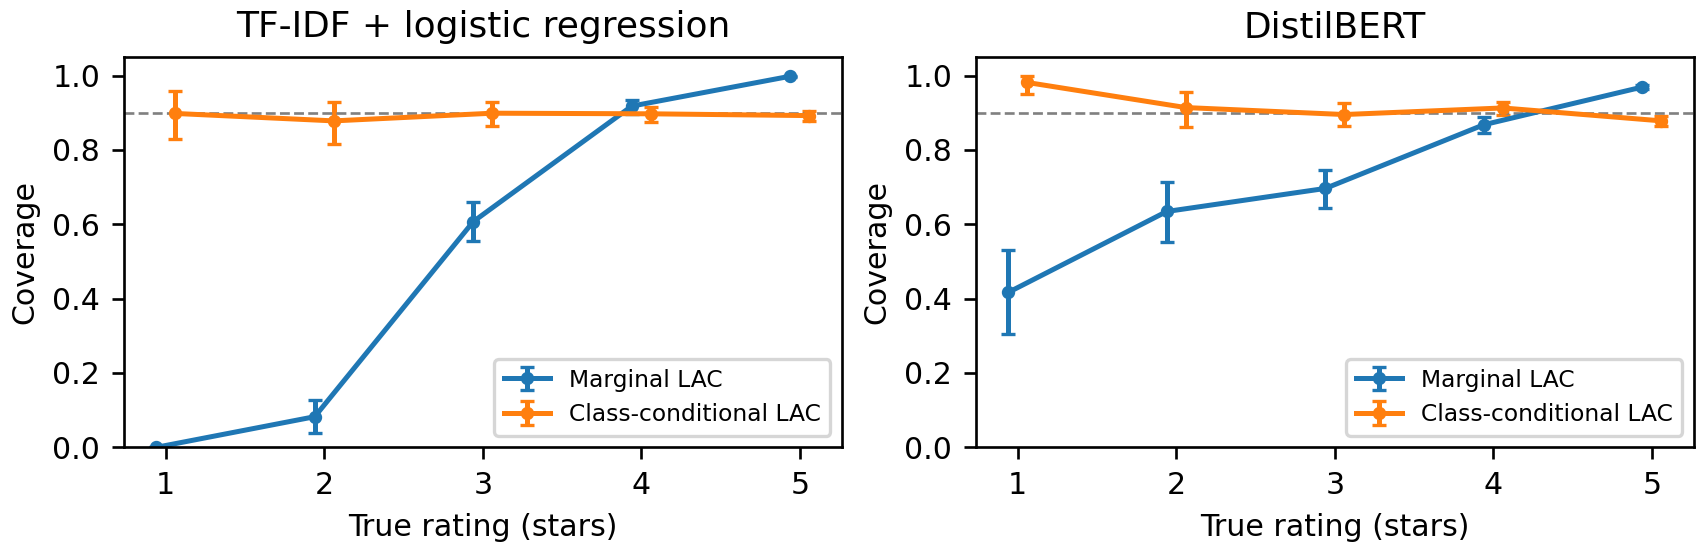 TF-IDF + logistic regression
Coverage
1.0
0.8
0.6
0.4
0.2
0.0
Marginal LAC
Class-conditional LAC
1 2 3 4 5
True rating (stars)
DistilBERT
Coverage
1.0
0.8
0.6
0.4
0.2
0.0
Marginal LAC
Class-conditional LAC
1 2 3 4 5
True rating (stars)